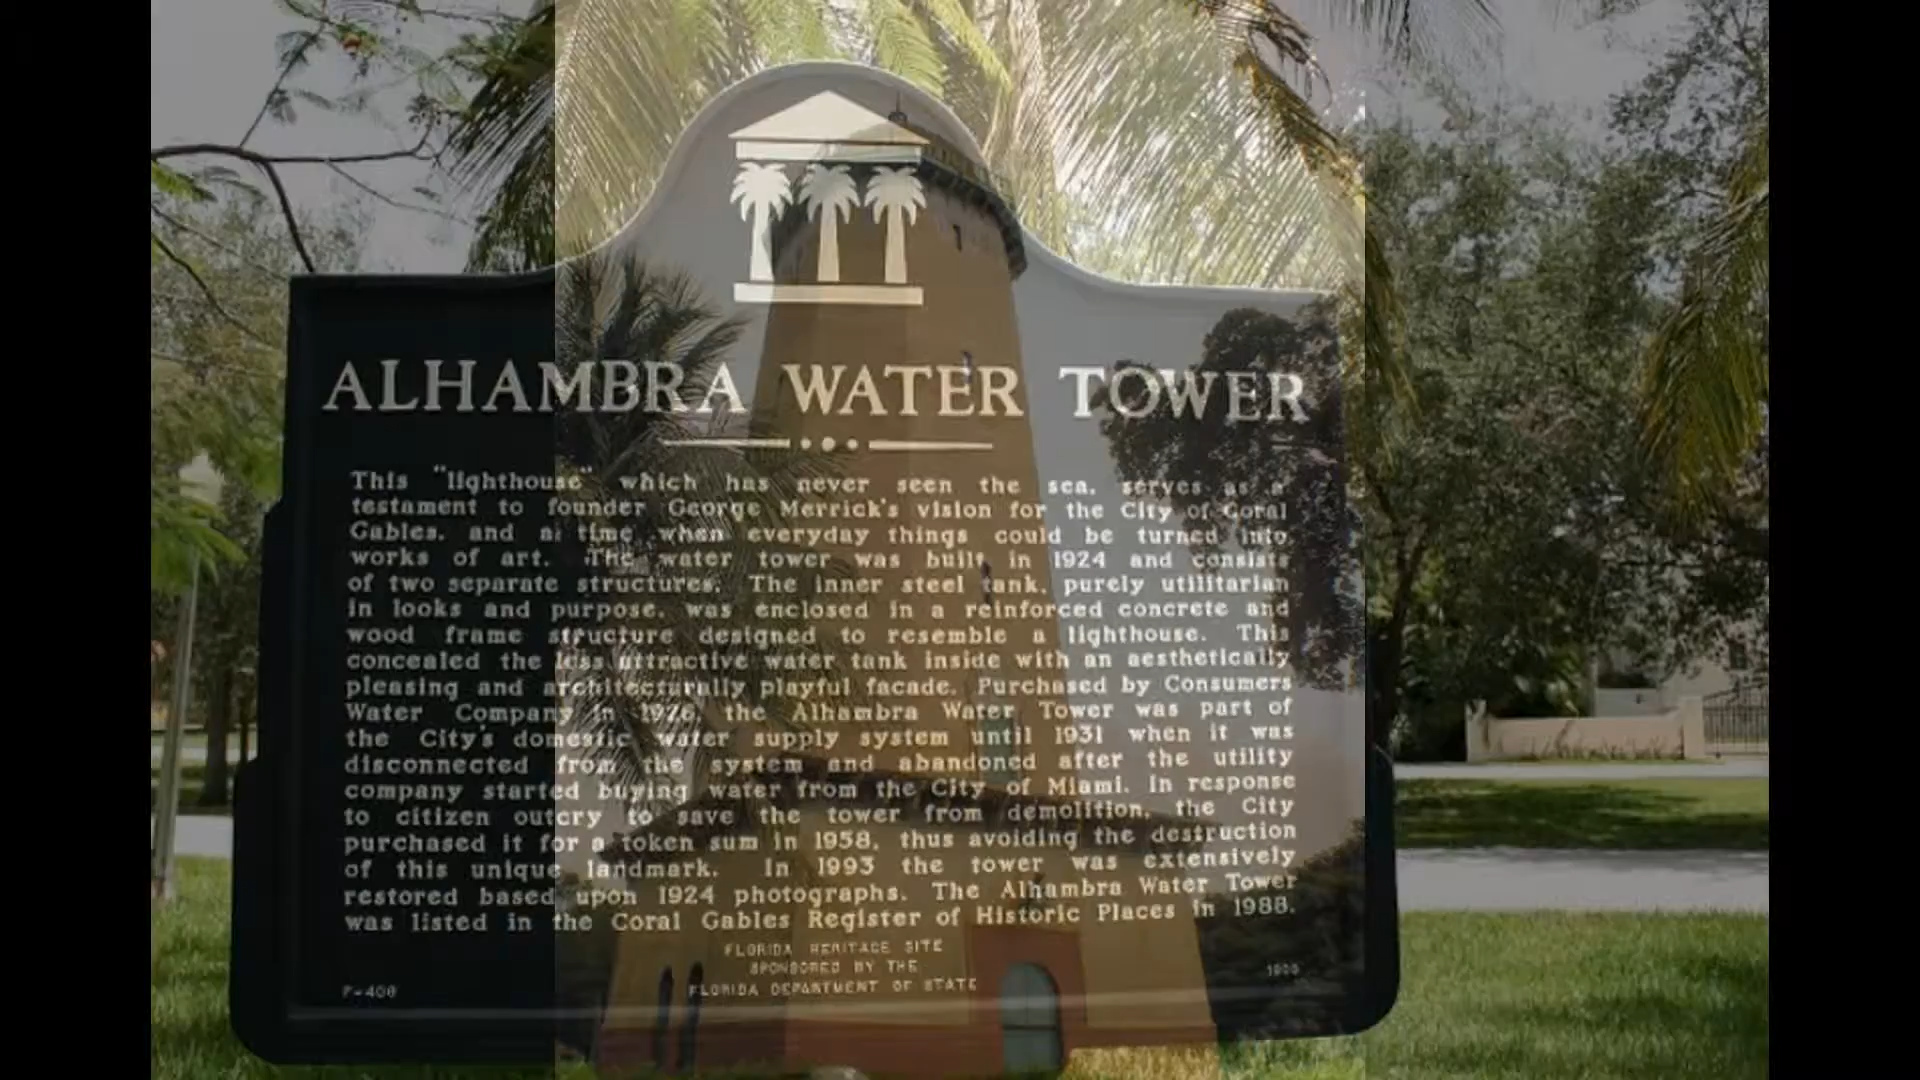 ALHAMBRA WATER TOWER
This "lighthouse" which has never seen the sea, serves as a
testament to founder George Merrick's vision for the City of Coral
Gables, and a time when everyday things could be turned into
works of art. The water tower was built in 1924 and consists
of two separate structures. The inner steel tank, purely utilitarian
in looks and purpose, was enclosed in a reinforced concrete and
wood frame structure designed to resemble a lighthouse. This
concealed the less attractive water tank inside with an aesthetically
pleasing and architecturally playful facade. Purchased by Consumers
Water Company in 1926, the Alhambra Water Tower was part of
the City's domestic water supply system until 1931 when it was
disconnected from the system and abandoned after the utility
company started buying water from the City of Miami. In response
to citizen outcry to save the tower from demolition, the City
purchased it for a token sum in 1958, thus avoiding the destruction
of this unique landmark. In 1993 the tower was extensively
restored based upon 1924 photographs. The Alhambra Water Tower
was listed in the Coral Gables Register of Historic Places in 1988.
FLORIDA HERITAGE SITE
SPONSORED BY THE
FLORIDA DEPARTMENT OF STATE
F-408